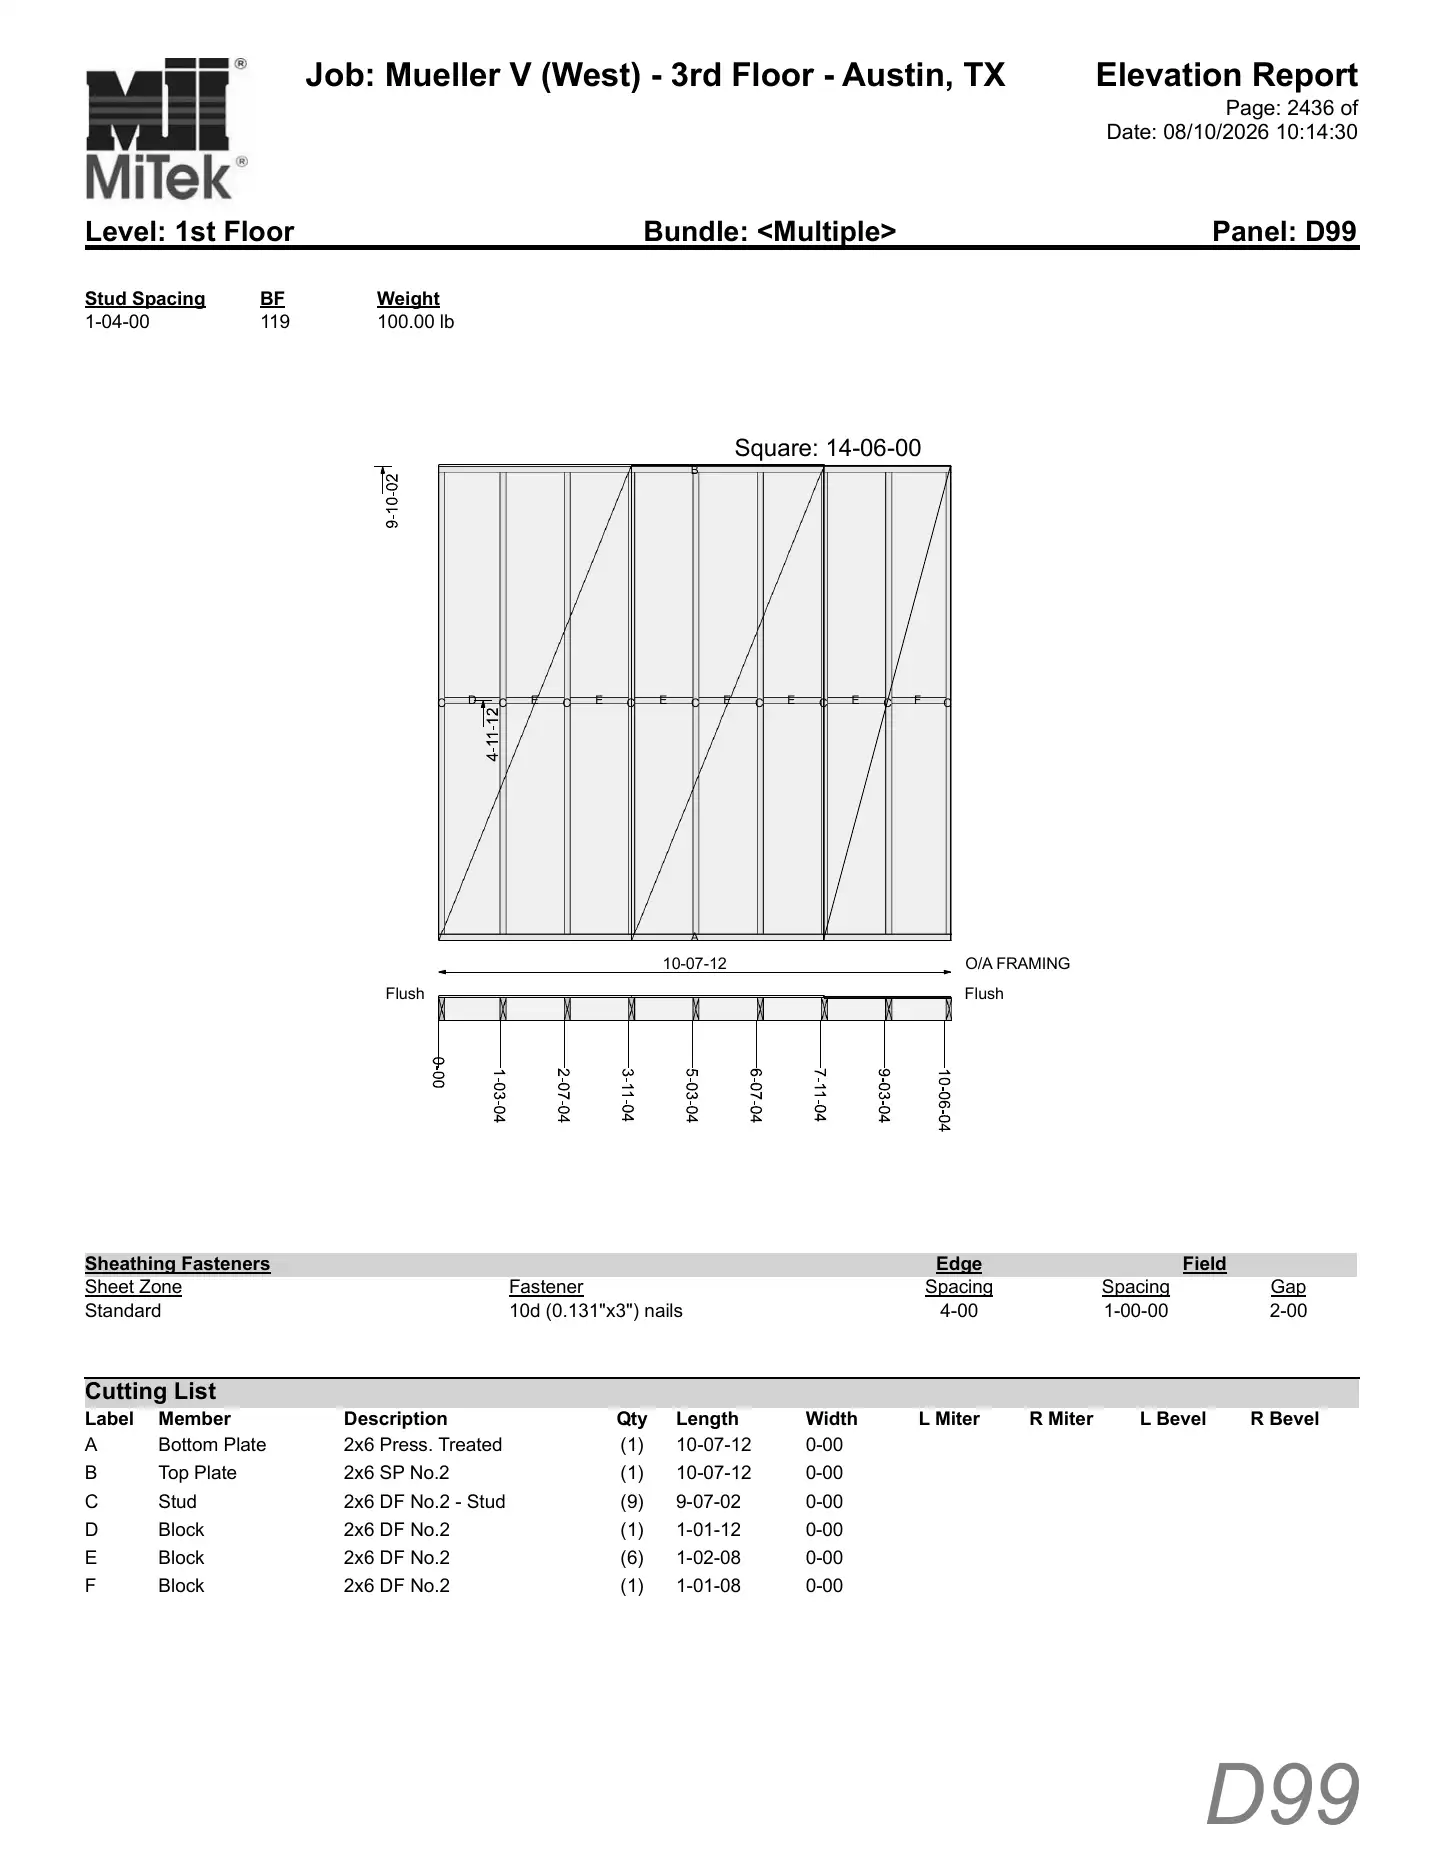 Job: Mueller V (West) - 3rd Floor - Austin, TX
Elevation Report
Page: 2436 of
Date: 08/10/2026 10:14:30
MiTek®
Level: 1st Floor Bundle: <Multiple> Panel: D99
Stud Spacing BF Weight
1-04-00 119 100.00 lb
Square: 14-06-00
B
9-10-02
C D C E C E C E C E C E C E C F C
4-11-12
A
10-07-12 O/A FRAMING
Flush Flush
0-00 1-03-04 2-07-04 3-11-04 5-03-04 6-07-04 7-11-04 9-03-04 10-06-04
Sheathing Fasteners Edge Field
Sheet Zone Fastener Spacing Spacing Gap
Standard 10d (0.131"x3") nails 4-00 1-00-00 2-00
Cutting List
Label Member Description Qty Length Width L Miter R Miter L Bevel R Bevel
A Bottom Plate 2x6 Press. Treated (1) 10-07-12 0-00
B Top Plate 2x6 SP No.2 (1) 10-07-12 0-00
C Stud 2x6 DF No.2 - Stud (9) 9-07-02 0-00
D Block 2x6 DF No.2 (1) 1-01-12 0-00
E Block 2x6 DF No.2 (6) 1-02-08 0-00
F Block 2x6 DF No.2 (1) 1-01-08 0-00
D99